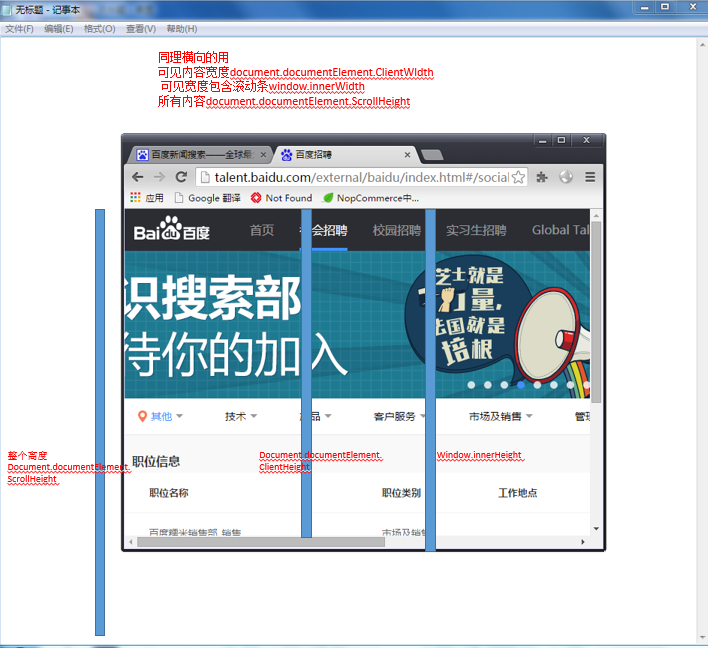 无标题 - 记事本
文件(F) 编辑(E) 格式(O) 查看(V) 帮助(H)
同理横向的用
可见内容宽度document.documentElement.ClientWIdth
可见宽度包含滚动条window.innerWidth
所有内容document.documentElement.ScrollHeight
百度新闻搜索——全球最 百度招聘
talent.baidu.com/external/baidu/index.html#/social
应用 Google 翻译 Not Found NopCommerce中...
Bai du 百度 首页 会招聘 校园招聘 实习生招聘 Global Tal
识搜索部
待你的加入
芝士就是
力量,
法国就是
培根
其他 技术 品 客户服务 市场及销售 管理
整个高度
Document.documentElement.
ScrollHeight
职位信息
Document.documentElement.
ClientHeight
Window.innerHeight
职位名称 职位类别 工作地点
百度糯米销售部_销售 市场及销售